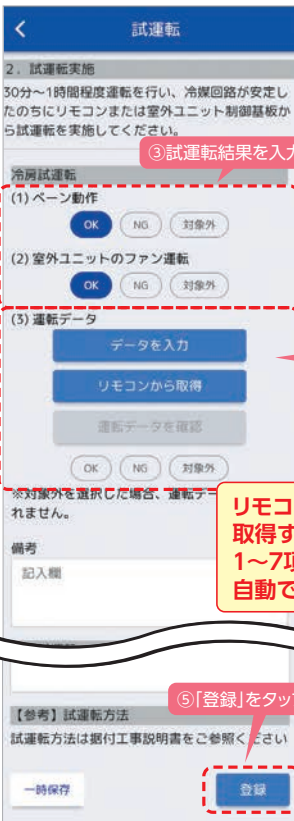 試運転
2. 試運転実施
30分～1時間程度運転を行い、冷媒回路が安定し
たのちにリモコンまたは室外ユニット制御基板か
ら試運転を実施してください。
③試運転結果を入力
冷房試運転
(1) ベーン動作
OK NG 対象外
(2) 室外ユニットのファン運転
OK NG 対象外
(3) 運転データ
データを入力
リモコンから取得
運転データを確認
OK NG 対象外
※対象外を選択した場合、運転デー
れません。
リモコ
取得す
1～7項
自動で
備考
記入欄
⑤「登録」をタップ
【参考】試運転方法
試運転方法は据付工事説明書をご参照ください
一時保存
登録